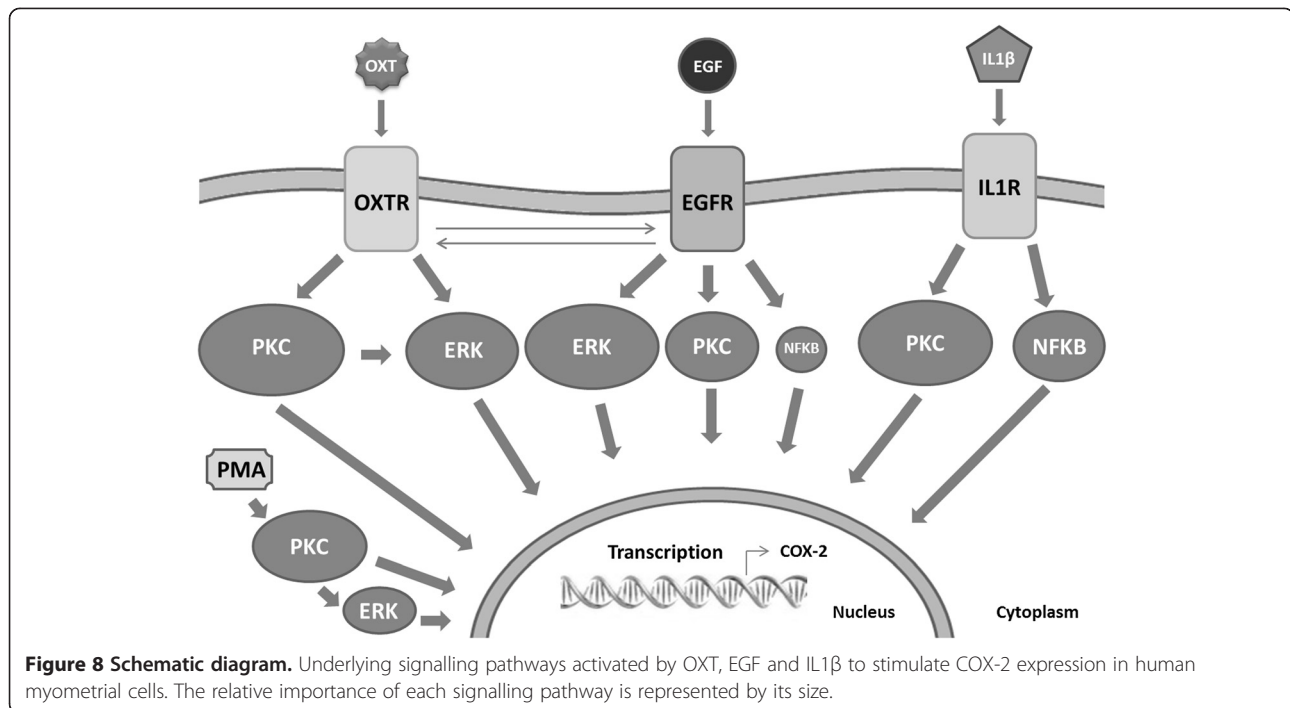 OXT
EGF
IL1β
OXTR
EGFR
IL1R
PKC
ERK
ERK
PKC
NFKB
PKC
NFKB
PMA
PKC
ERK
Transcription
COX-2
Nucleus
Cytoplasm
Figure 8 Schematic diagram. Underlying signalling pathways activated by OXT, EGF and IL1β to stimulate COX-2 expression in human
myometrial cells. The relative importance of each signalling pathway is represented by its size.